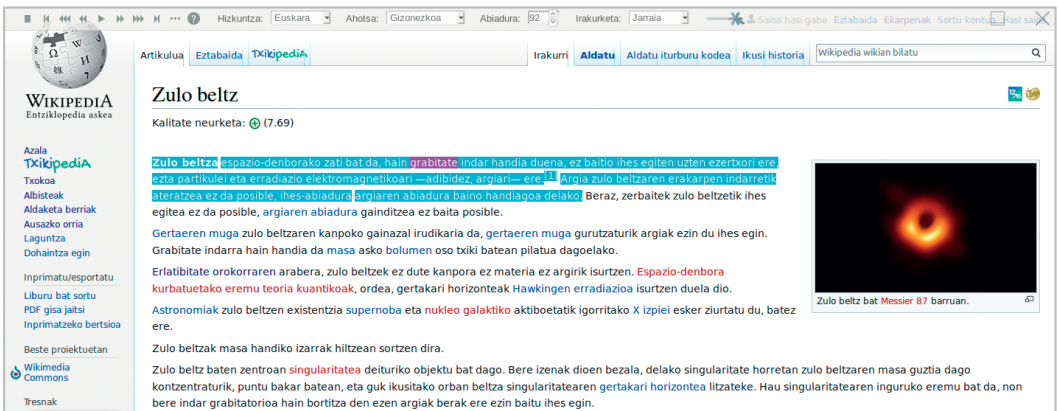 Hizkuntza: Euskara Ahotsa: Gizonezkoa Abiadura: 92 Irakurketa: Jarraia Saioa hasi gabe Eztabaida Ekarpenak Sortu kontua Hasi saioa
Artikulua Eztabaida TXikipediA Irakurri Aldatu Aldatu iturburu kodea Ikusi historia Wikipedia wikian bilatu
WIKIPEDIA
Entziklopedia askea
Azala
TXikipediA
Txokoa
Albisteak
Aldaketa berriak
Ausazko orria
Laguntza
Dohaintza egin
Inprimatu/esportatu
Liburu bat sortu
PDF gisa jaitsi
Inprimatzeko bertsioa
Beste proiektuetan
Wikimedia
Commons
Tresnak
Zulo beltz
Kalitate neurketa: (7.69)
Zulo beltza espazio-denborako zati bat da, hain grabitate indar handia duena, ez baitio ihes egiten uzten ezertxori ere,
ezta partikulei eta erradiazio elektromagnetikoari —adibidez, argiari— ere.[1] Argia zulo beltzaren erakarpen indarretik
ateratzea ez da posible, ihes-abiadura argiaren abiadura baino handiagoa delako. Beraz, zerbaitek zulo beltzetik ihes
egitea ez da posible, argiaren abiadura gainditzea ez baita posible.
Gertaeren muga zulo beltzaren kanpoko gainazal irudikaria da, gertaeren muga gurutzaturik argiak ezin du ihes egin.
Grabitate indarra hain handia da masa asko bolumen oso txiki batean pilatua dagoelako.
Erlatibitate orokorraren arabera, zulo beltzek ez dute kanpora ez materia ez argirik isurtzen. Espazio-denbora
kurbatuetako eremu teoria kuantikoak, ordea, gertakari horizonteak Hawkingen erradiazioa isurtzen duela dio.
Astronomiak zulo beltzen existentzia supernoba eta nukleo galaktiko aktiboetatik igorritako X izpiei esker ziurtatu du, batez
ere.
Zulo beltzak masa handiko izarrak hiltzean sortzen dira.
Zulo beltz baten zentroan singularitatea deituriko objektu bat dago. Bere izenak dioen bezala, delako singularitate horretan zulo beltzaren masa guztia dago
kontzentraturik, puntu bakar batean, eta guk ikusitako orban beltza singularitatearen gertakari horizontea litzateke. Hau singularitatearen inguruko eremu bat da, non
bere indar grabitatorioa hain bortitza den ezen argiak berak ere ezin baitu ihes egin.
Zulo beltz bat Messier 87 barruan.